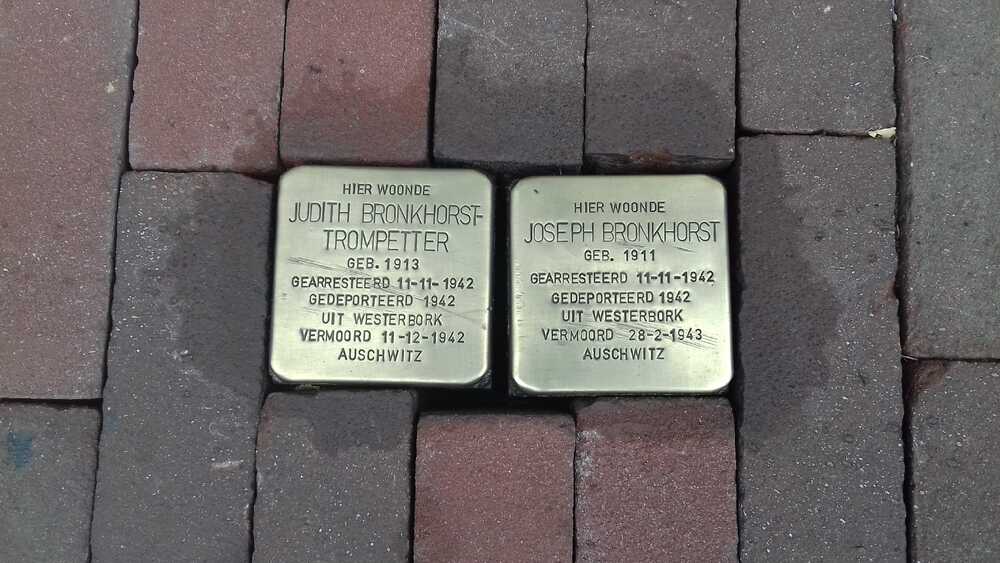 HIER WOONDE
JUDITH BRONKHORST-
TROMPETTER
GEB. 1913
GEARRESTEERD 11-11-1942
GEDEPORTEERD 1942
UIT WESTERBORK
VERMOORD 11-12-1942
AUSCHWITZ
HIER WOONDE
JOSEPH BRONKHORST
GEB. 1911
GEARRESTEERD 11-11-1942
GEDEPORTEERD 1942
UIT WESTERBORK
VERMOORD 28-2-1943
AUSCHWITZ